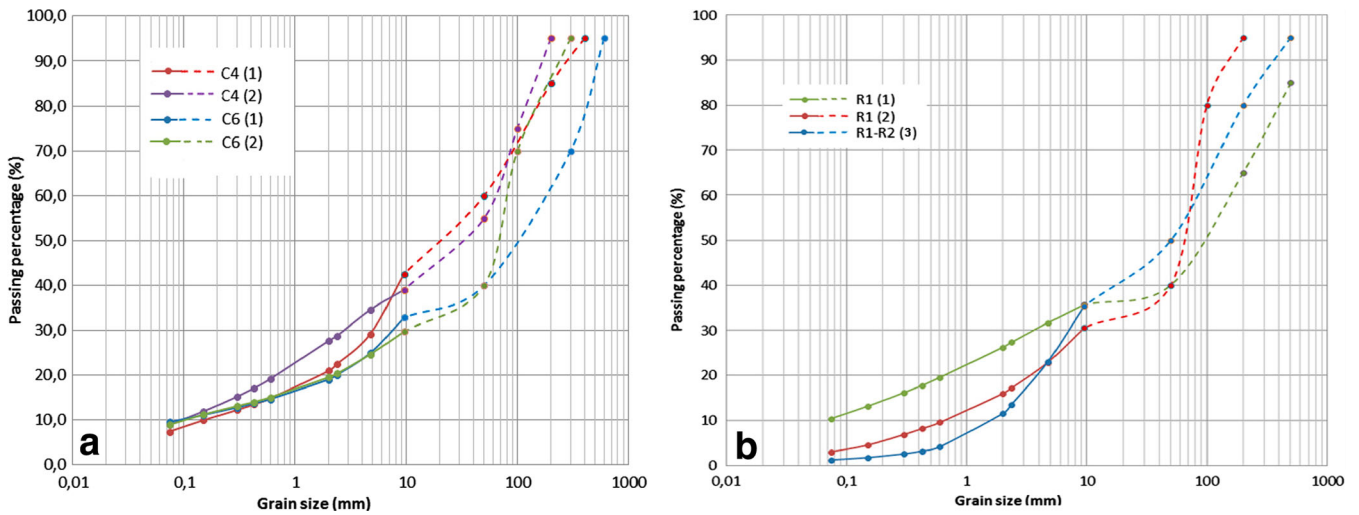 100,0
90,0
80,0
70,0
60,0
50,0
40,0
30,0
20,0
10,0
0,0
Passing percentage (%)
C4 (1)
C4 (2)
C6 (1)
C6 (2)
a
0,01
0,1
1
10
100
1000
Grain size (mm)
100
90
80
70
60
50
40
30
20
10
0
Passing percentage (%)
R1 (1)
R1 (2)
R1-R2 (3)
b
0,01
0,1
1
10
100
1000
Grain size (mm)